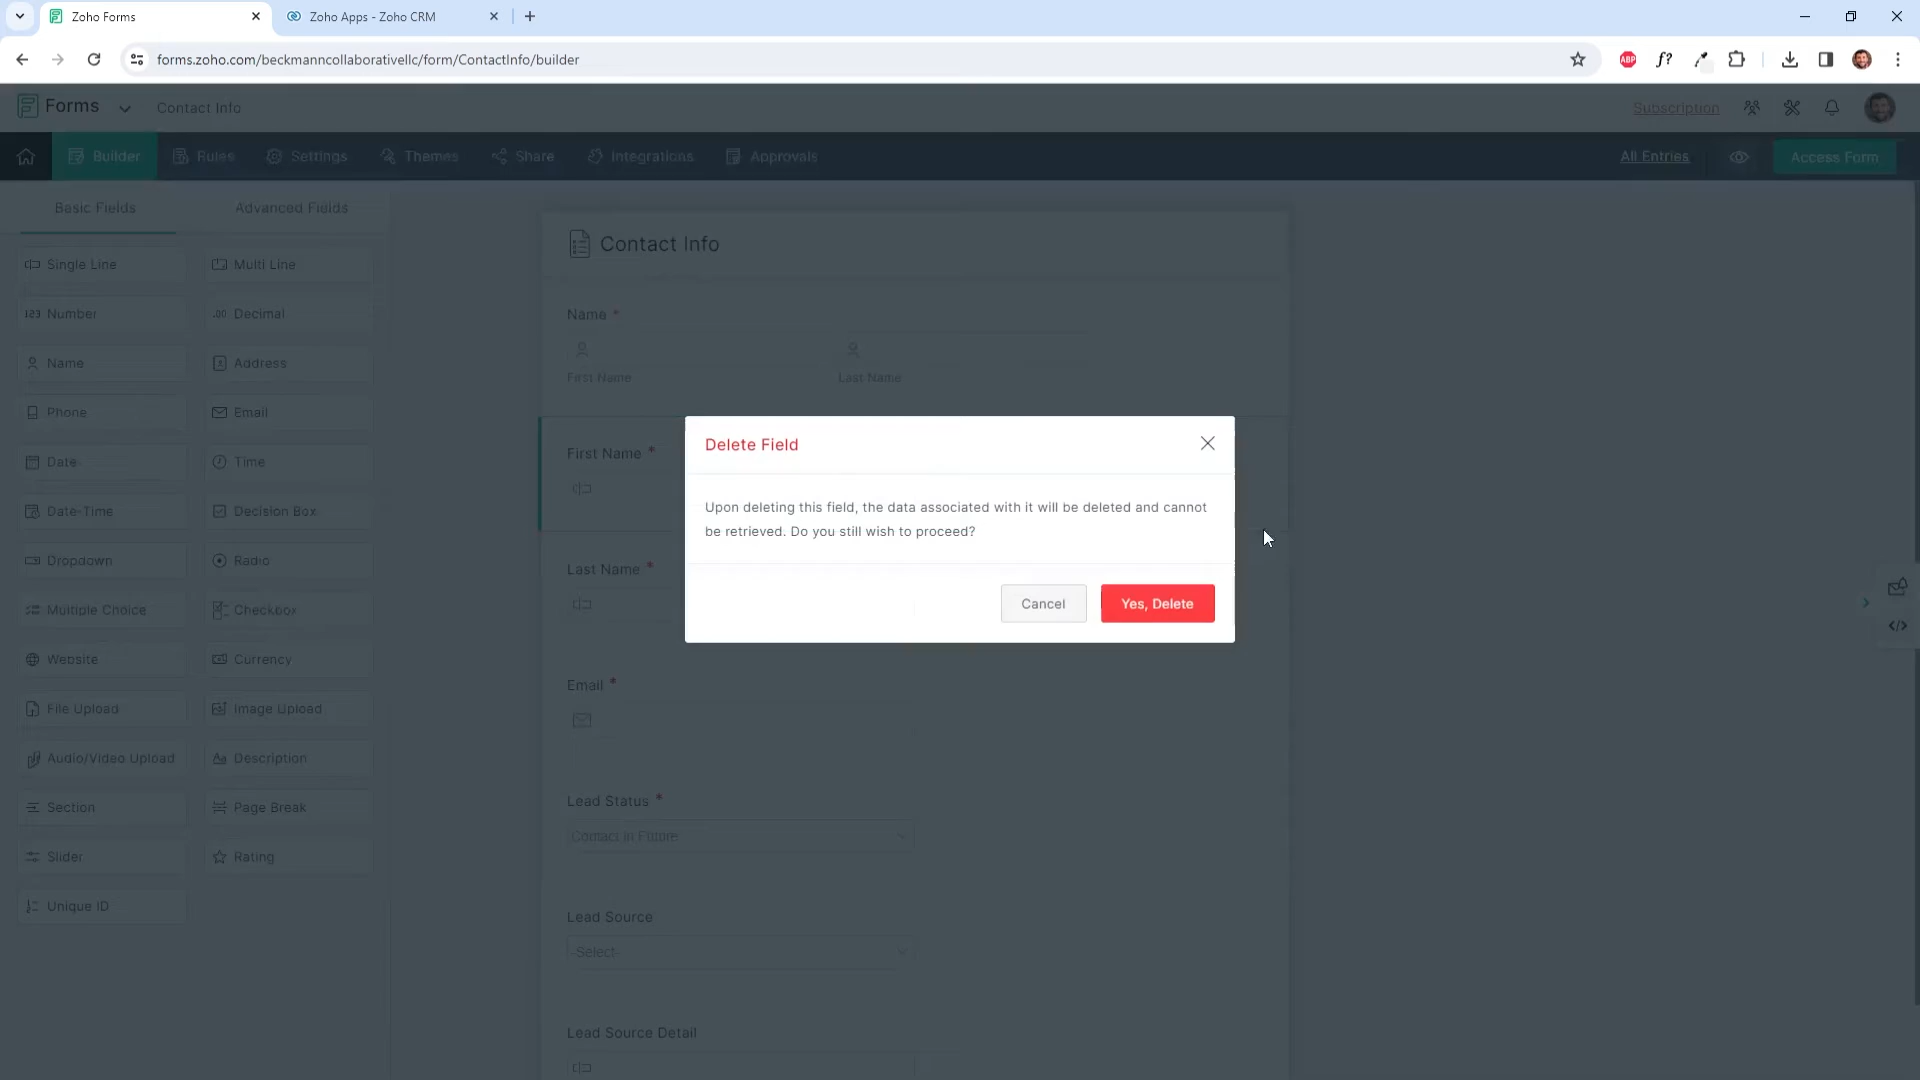 Zoho Forms
Zoho Apps - Zoho CRM
forms.zoho.com/beckmanncollaborativellc/form/ContactInfo/builder
ABP
f?
Forms
Contact Info
Subscription
Builder
Rules
Settings
Themes
Share
Integrations
Approvals
All Entries
Access Form
Basic Fields
Advanced Fields
Single Line
Multi Line
123 Number
.00 Decimal
Name
Address
Phone
Email
Date
Time
Date-Time
Decision Box
Dropdown
Radio
Multiple Choice
Checkbox
Website
Currency
File Upload
Image Upload
Audio/Video Upload
Aa Description
Section
Page Break
Slider
Rating
Unique ID
Contact Info
Name *
First Name
Last Name
First Name *
Last Name *
Email *
Lead Status *
Contact in Future
Lead Source
-Select-
Lead Source Detail
Delete Field
Upon deleting this field, the data associated with it will be deleted and cannot
be retrieved. Do you still wish to proceed?
Cancel
Yes, Delete